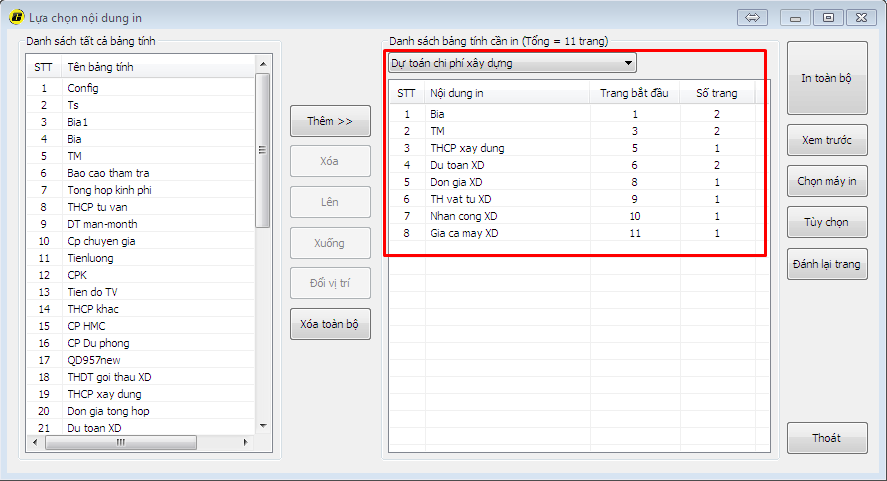 Lựa chọn nội dung in
Danh sách tất cả bảng tính
STT Tên bảng tính
1 Config
2 Ts
3 Bia1
4 Bia
5 TM
6 Bao cao tham tra
7 Tong hop kinh phi
8 THCP tu van
9 DT man-month
10 Cp chuyen gia
11 Tienluong
12 CPK
13 Tien do TV
14 THCP khac
15 CP HMC
16 CP Du phong
17 QD957new
18 THDT goi thau XD
19 THCP xay dung
20 Don gia tong hop
21 Du toan XD
Thêm >>
Xóa
Lên
Xuống
Đổi vị trí
Xóa toàn bộ
Danh sách bảng tính cần in (Tổng = 11 trang)
Dự toán chi phí xây dựng
STT Nội dung in Trang bắt đầu Số trang
1 Bia 1 2
2 TM 3 2
3 THCP xay dung 5 1
4 Du toan XD 6 2
5 Don gia XD 8 1
6 TH vat tu XD 9 1
7 Nhan cong XD 10 1
8 Gia ca may XD 11 1
In toàn bộ
Xem trước
Chọn máy in
Tùy chọn
Đánh lại trang
Thoát